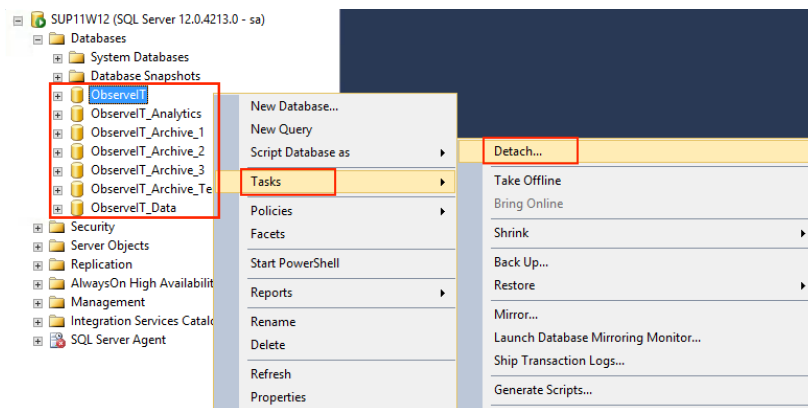 SUP11W12 (SQL Server 12.0.4213.0 - sa)
Databases
System Databases
Database Snapshots
ObserveIT
ObserveIT_Analytics
ObserveIT_Archive_1
ObserveIT_Archive_2
ObserveIT_Archive_3
ObserveIT_Archive_Te
ObserveIT_Data
Security
Server Objects
Replication
AlwaysOn High Availabilit
Management
Integration Services Catalo
SQL Server Agent
New Database...
New Query
Script Database as
Tasks
Policies
Facets
Start PowerShell
Reports
Rename
Delete
Refresh
Properties
Detach...
Take Offline
Bring Online
Shrink
Back Up...
Restore
Mirror...
Launch Database Mirroring Monitor...
Ship Transaction Logs...
Generate Scripts...